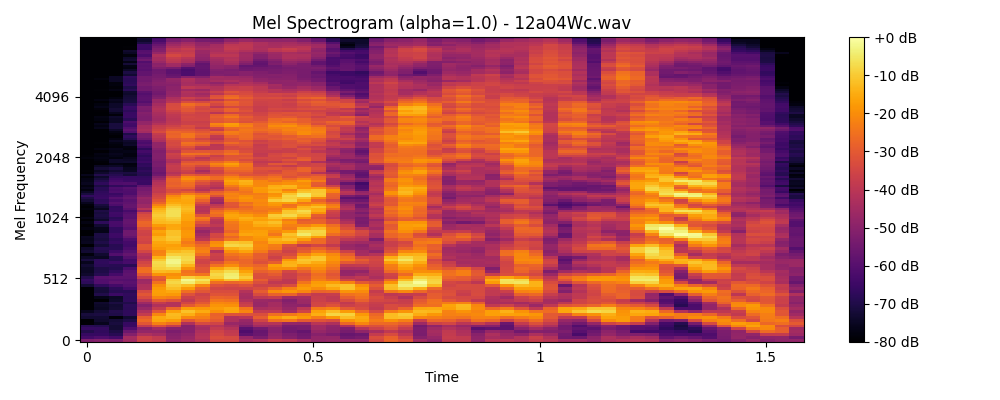 Mel Spectrogram (alpha=1.0) - 12a04Wc.wav
Mel Frequency
4096
2048
1024
512
0
0
0.5
1
1.5
Time
+0 dB
-10 dB
-20 dB
-30 dB
-40 dB
-50 dB
-60 dB
-70 dB
-80 dB